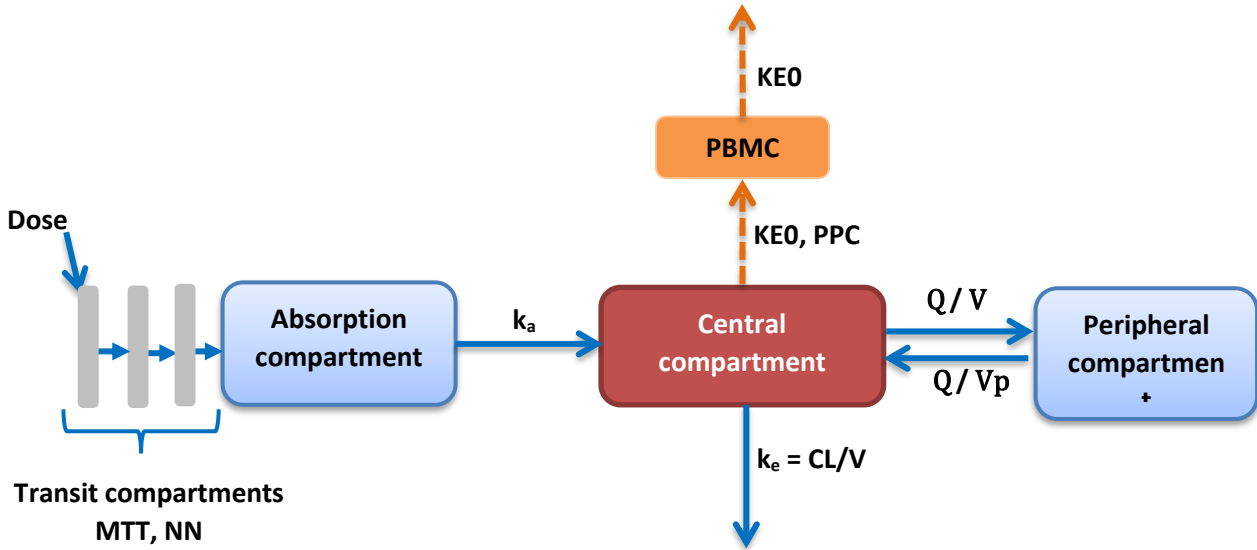 KE0
PBMC
KE0, PPC
Dose
Absorption
compartment
kₐ
Central
compartment
Q / V
Q / Vp
Peripheral
compartmen
kₑ = CL/V
Transit compartments
MTT, NN